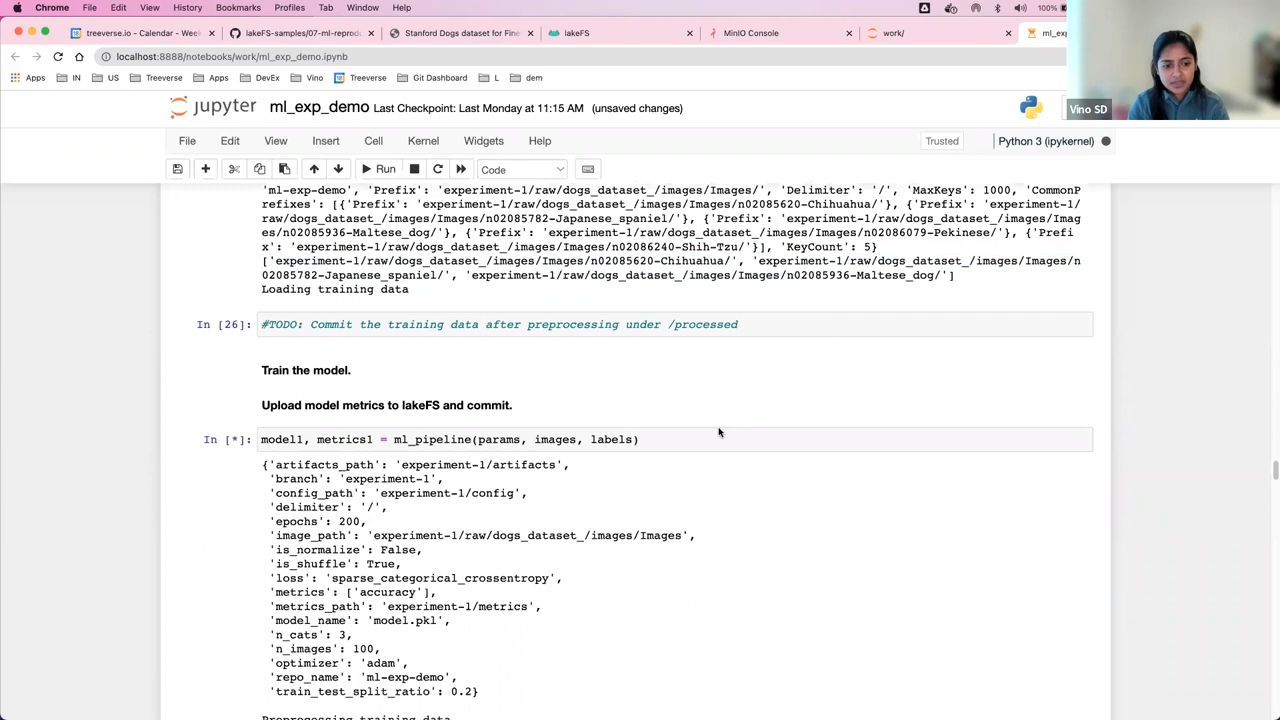 Chrome File Edit View History Bookmarks Profiles Tab Window Help 100%
treeverse.io - Calendar - Week
lakeFS-samples/07-ml-reprodu
Stanford Dogs dataset for Fine
lakeFS
MinIO Console
work/
ml_ex
localhost:8888/notebooks/work/ml_exp_demo.ipynb
Apps IN US Treeverse Apps DevEx Vino Treeverse Git Dashboard L dem
Vino SD
jupyter ml_exp_demo Last Checkpoint: Last Monday at 11:15 AM (unsaved changes)
File Edit View Insert Cell Kernel Widgets Help Trusted Python 3 (ipykernel)
Run Code
'ml-exp-demo', 'Prefix': 'experiment-1/raw/dogs_dataset_/images/Images/', 'Delimiter': '/', 'MaxKeys': 1000, 'CommonP
refixes': [{'Prefix': 'experiment-1/raw/dogs_dataset_/images/Images/n02085620-Chihuahua/'}, {'Prefix': 'experiment-1/
raw/dogs_dataset_/images/Images/n02085782-Japanese_spaniel/'}, {'Prefix': 'experiment-1/raw/dogs_dataset_/images/Imag
es/n02085936-Maltese_dog/'}, {'Prefix': 'experiment-1/raw/dogs_dataset_/images/Images/n02086079-Pekinese/'}, {'Prefi
x': 'experiment-1/raw/dogs_dataset_/images/Images/n02086240-Shih-Tzu/'}], 'KeyCount': 5}
['experiment-1/raw/dogs_dataset_/images/Images/n02085620-Chihuahua/', 'experiment-1/raw/dogs_dataset_/images/Images/n
02085782-Japanese_spaniel/', 'experiment-1/raw/dogs_dataset_/images/Images/n02085936-Maltese_dog/']
Loading training data
In [26]: #TODO: Commit the training data after preprocessing under /processed
Train the model.
Upload model metrics to lakeFS and commit.
In [*]: model1, metrics1 = ml_pipeline(params, images, labels)
{'artifacts_path': 'experiment-1/artifacts',
'branch': 'experiment-1',
'config_path': 'experiment-1/config',
'delimiter': '/',
'epochs': 200,
'image_path': 'experiment-1/raw/dogs_dataset_/images/Images',
'is_normalize': False,
'is_shuffle': True,
'loss': 'sparse_categorical_crossentropy',
'metrics': ['accuracy'],
'metrics_path': 'experiment-1/metrics',
'model_name': 'model.pkl',
'n_cats': 3,
'n_images': 100,
'optimizer': 'adam',
'repo_name': 'ml-exp-demo',
'train_test_split_ratio': 0.2}
Preprocessing training data